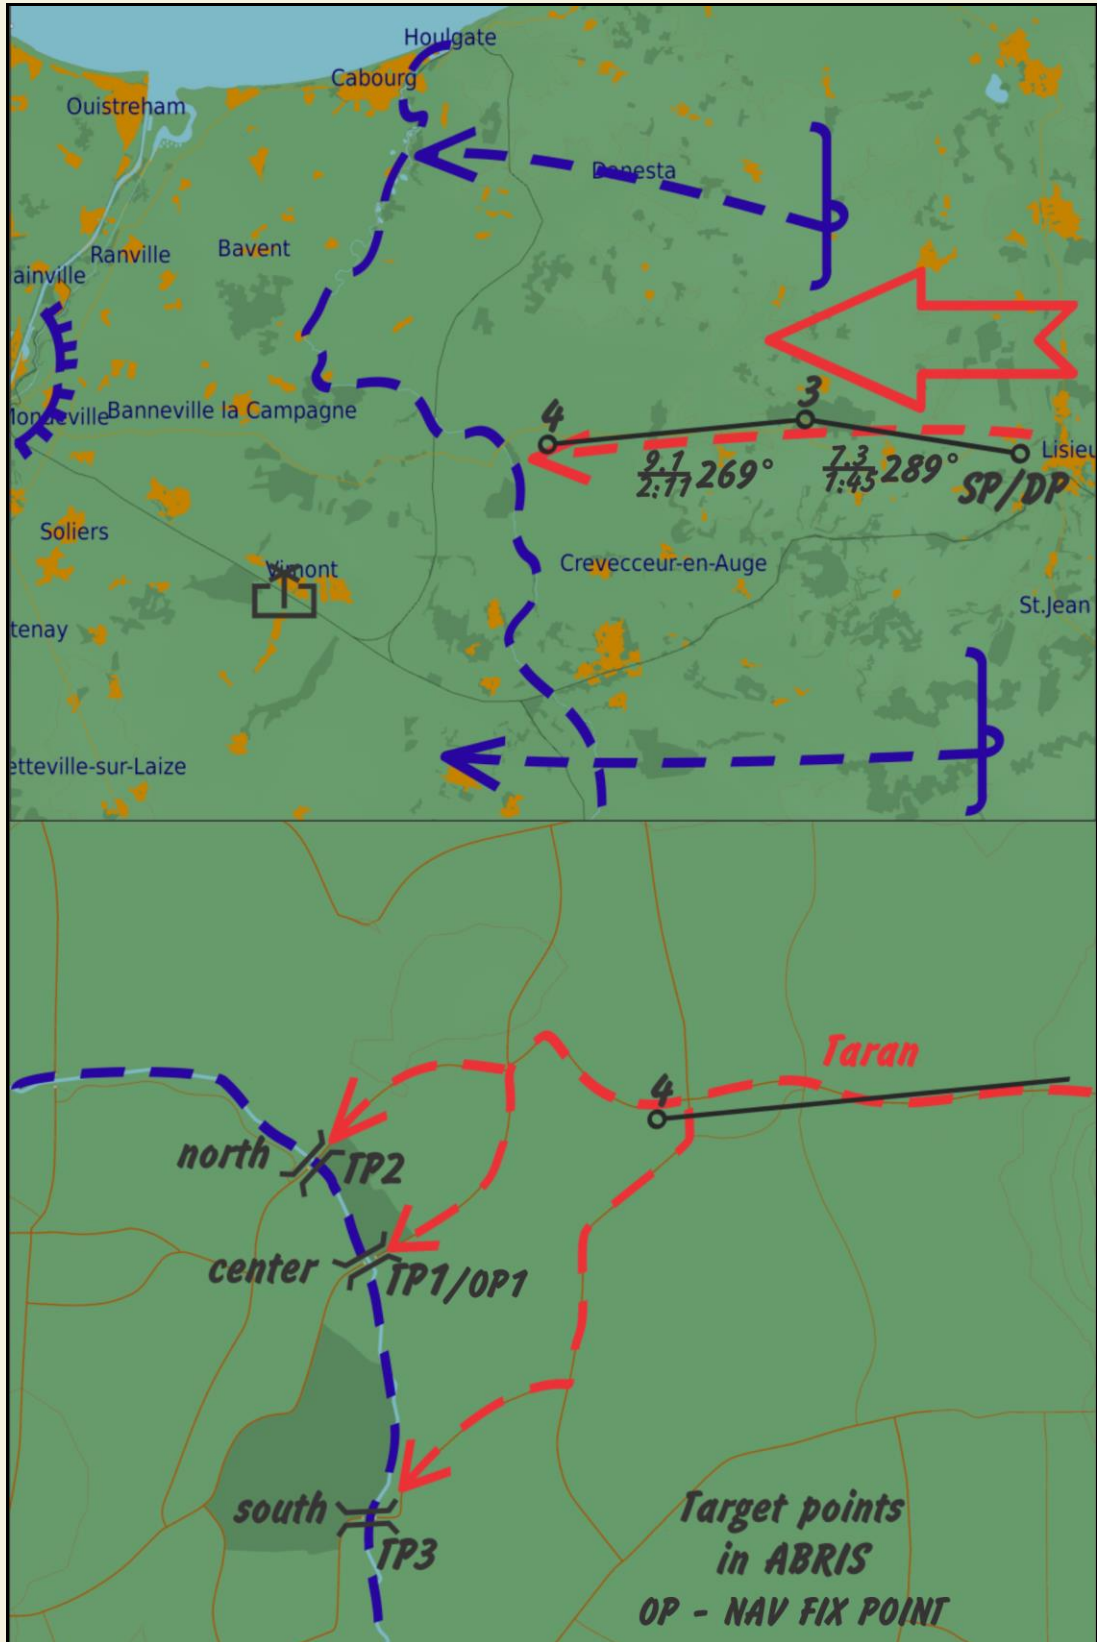 Houlgate
Cabourg
Ouistreham
Donesta
Ranville
Bavent
ainville
3
4
Mondeville
Banneville la Campagne
Lisieu
9.1 269°
2:11
7.3 289°
1:45
SP/DP
Soliers
Vimont
Crevecceur-en-Auge
St.Jean
tenay
etteville-sur-Laize
Taran
4
north
TP2
center
TP1/OP1
south
TP3
Target points
in ABRIS
OP - NAV FIX POINT